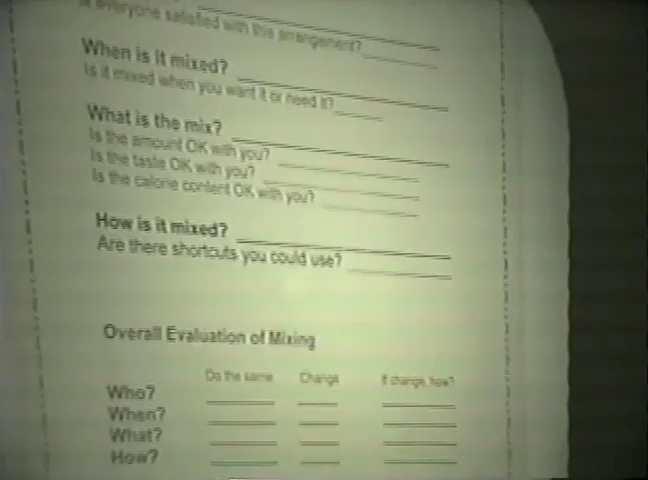 Is everyone satisfied with this arrangement?
When is it mixed?
Is it mixed when you want it or need it?
What is the mix?
Is the amount OK with you?
Is the taste OK with you?
Is the calorie content OK with you?
How is it mixed?
Are there shortcuts you could use?
Overall Evaluation of Mixing
Do the same Change If change, how?
Who?
When?
What?
How?